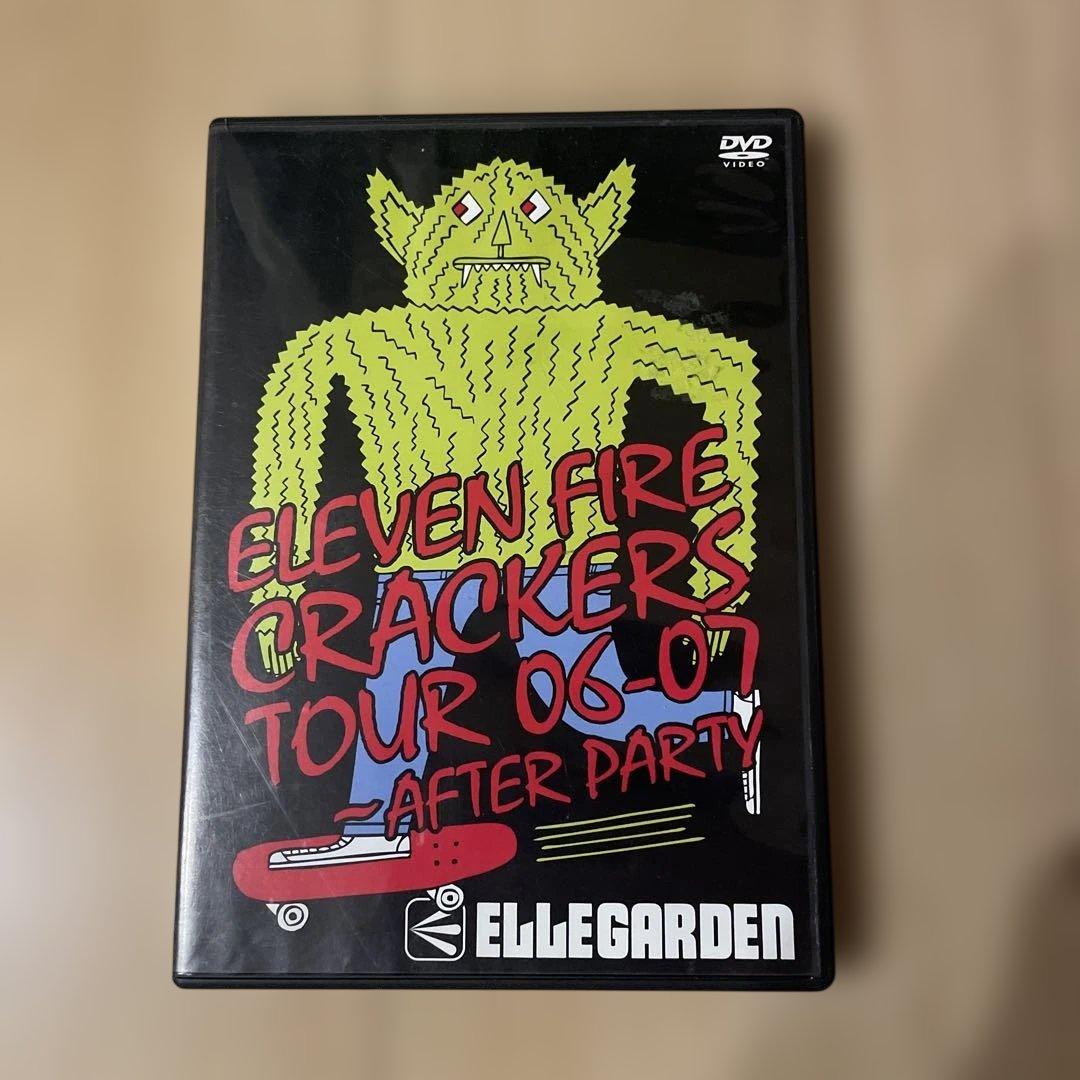 DVD
VIDEO
ELEVEN FIRE
CRACKERS
TOUR 06-07
~AFTER PARTY
ELLEGARDEN